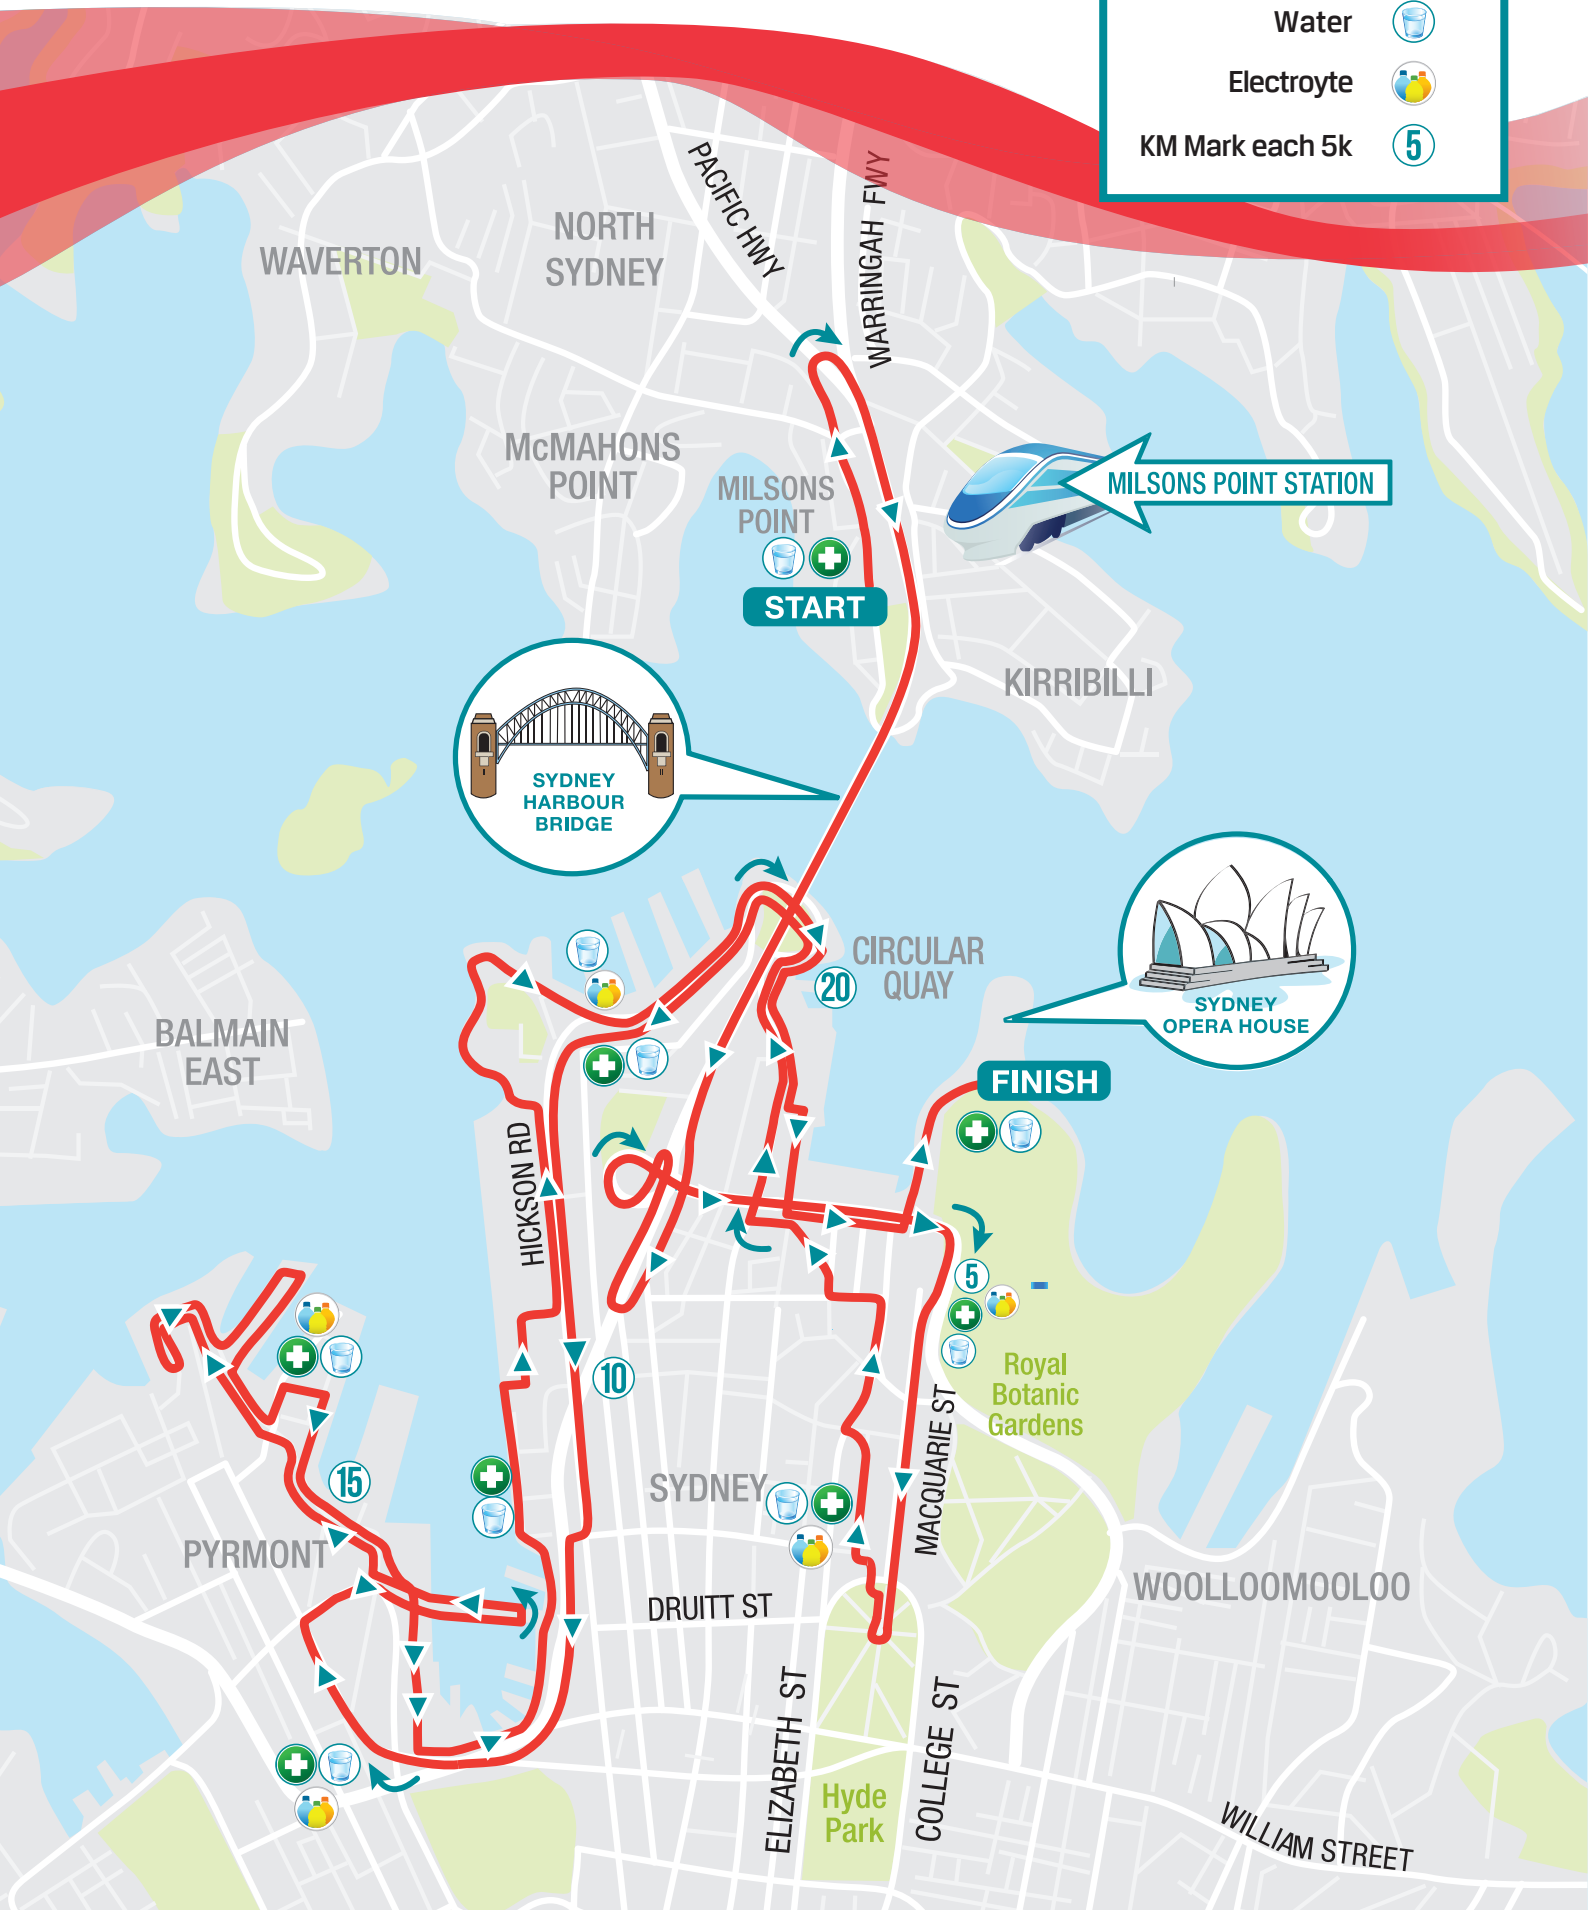 Water
Electroyte
KM Mark each 5k
5
PACIFIC HWY
WARRINGAH FWY
NORTH
SYDNEY
WAVERTON
McMAHONS
POINT
MILSONS
POINT
MILSONS POINT STATION
START
KIRRIBILLI
SYDNEY
HARBOUR
BRIDGE
I
II
CIRCULAR
QUAY
20
SYDNEY
OPERA HOUSE
BALMAIN
EAST
FINISH
HICKSON RD
5
10
Royal
Botanic
Gardens
MACQUARIE ST
15
SYDNEY
PYRMONT
WOOLLOOMOOLOO
DRUITT ST
ELIZABETH ST
COLLEGE ST
Hyde
Park
WILLIAM STREET